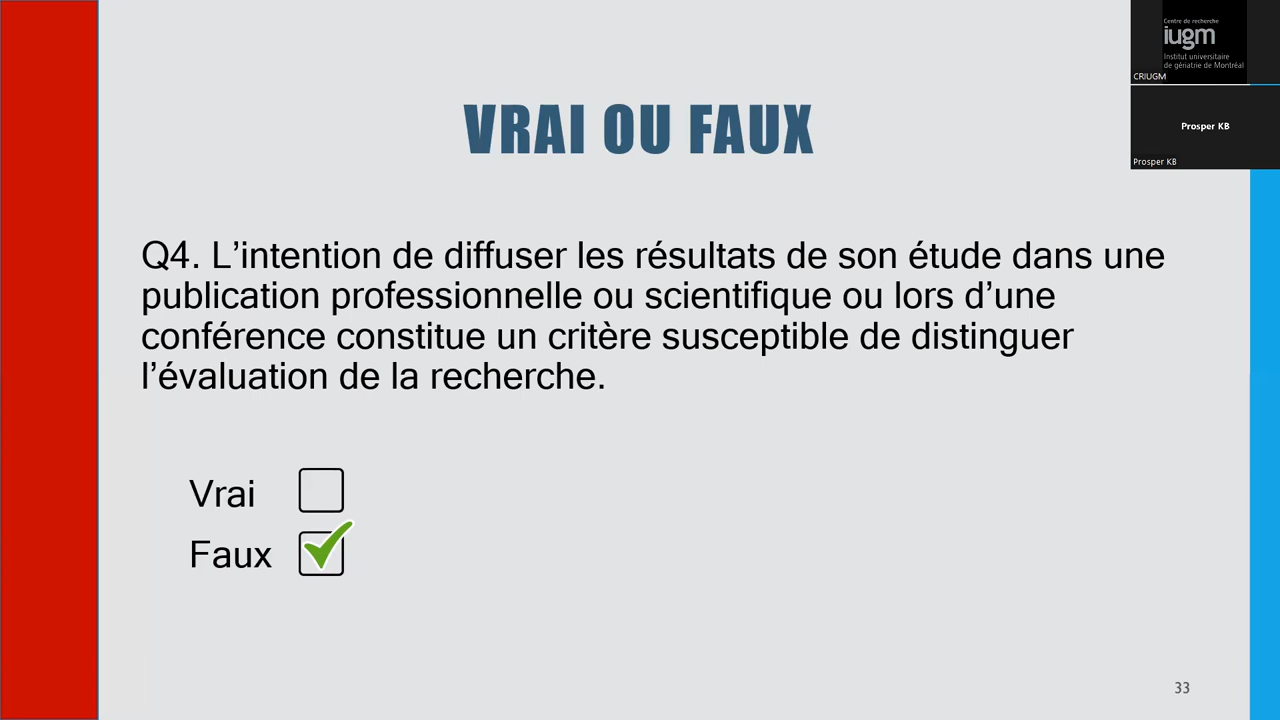 Centre de recherche
iugm
Institut universitaire
de gériatrie de Montréal
CRIUGM
Prosper KB
Prosper KB
VRAI OU FAUX
Q4. L’intention de diffuser les résultats de son étude dans une
publication professionnelle ou scientifique ou lors d’une
conférence constitue un critère susceptible de distinguer
l’évaluation de la recherche.
Vrai
Faux
33